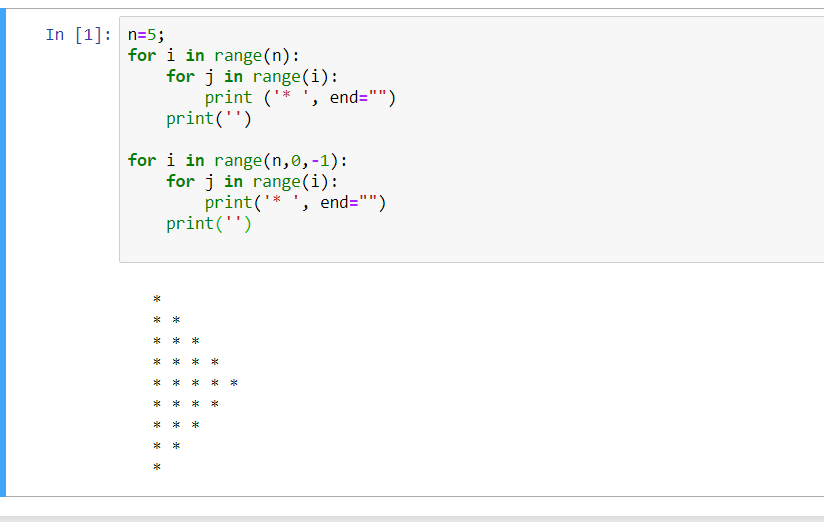 In [1]: n=5;
for i in range(n):
    for j in range(i):
        print ('* ', end="")
    print('')

for i in range(n,0,-1):
    for j in range(i):
        print('* ', end="")
    print('')

*
* *
* * *
* * * *
* * * * *
* * * *
* * *
* *
*